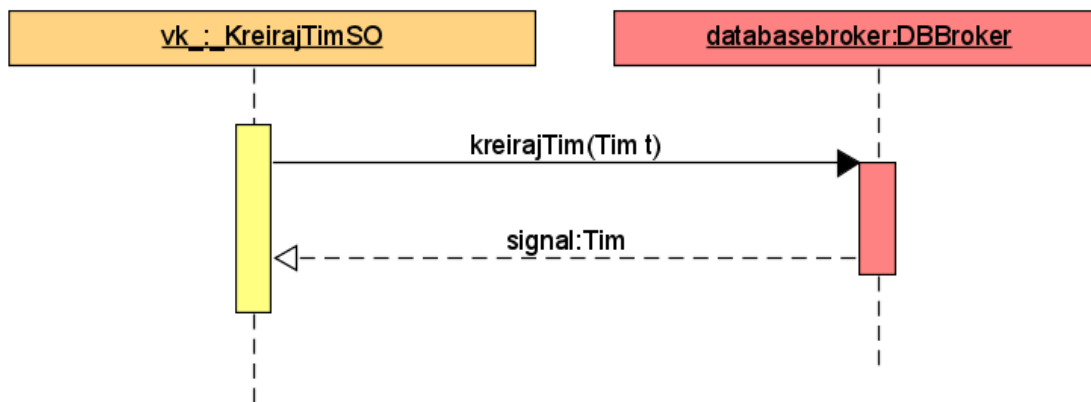 vk_:_KreirajTimSO
databasebroker:DBBroker
kreirajTim(Tim t)
signal:Tim